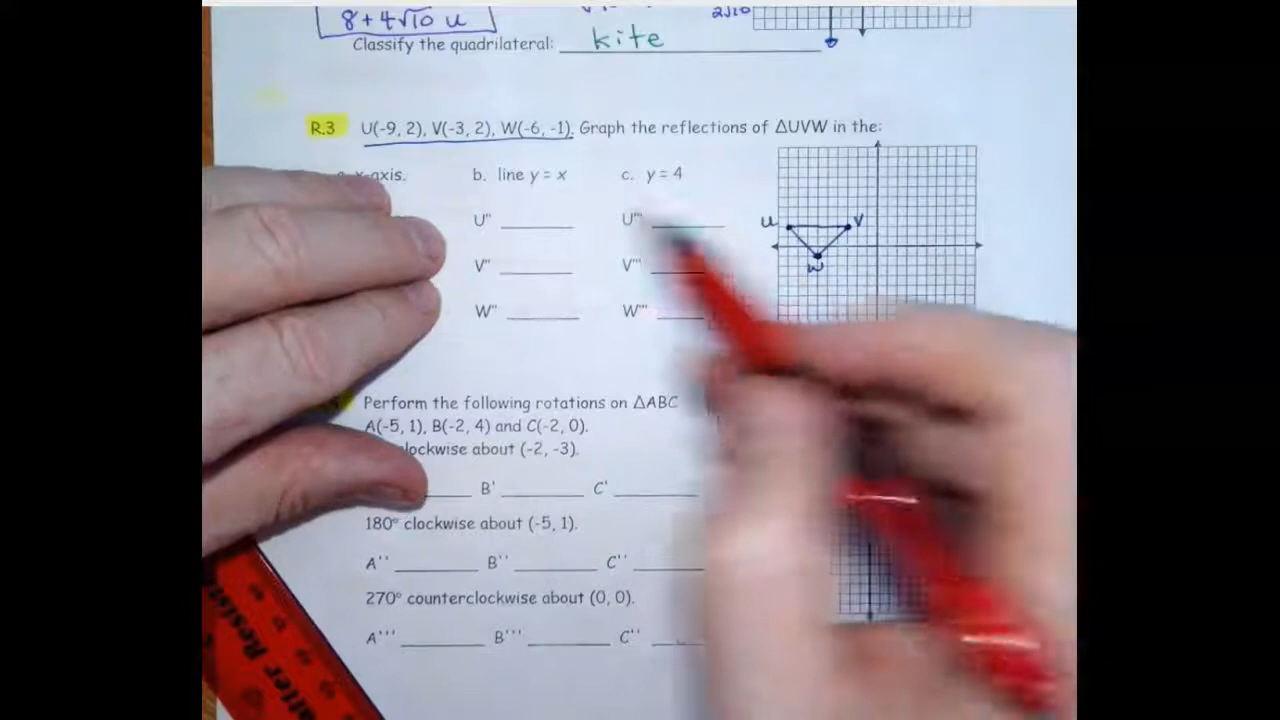 8 + 4√10 u
2√10
Classify the quadrilateral: kite
R.3 U(-9, 2), V(-3, 2), W(-6, -1). Graph the reflections of ΔUVW in the:
x-axis. b. line y = x c. y = 4
U" U'''
V" V'''
W" W'''
U V
W
Perform the following rotations on ΔABC
A(-5, 1), B(-2, 4) and C(-2, 0).
clockwise about (-2, -3).
B' C'
180° clockwise about (-5, 1).
A'' B'' C''
270° counterclockwise about (0, 0).
A''' B''' C''